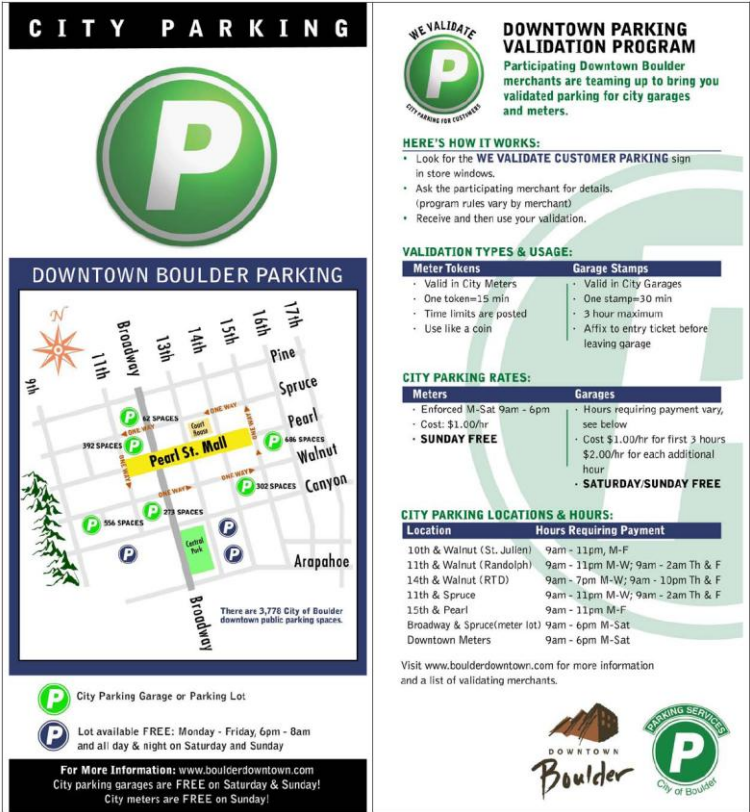 CITY PARKING
P
DOWNTOWN BOULDER PARKING
N
9th
11th
Broadway
13th
14th
15th
16th
17th
Pine
Spruce
Pearl
Walnut
Canyon
Arapahoe
Broadway
P 62 SPACES
ONE WAY
ONE WAY
Court
House
392 SPACES P
Pearl St. Mall
ONE WAY
P 686 SPACES
ONE WAY
ONE WAY
ONE WAY
P 302 SPACES
P 556 SPACES
P 273 SPACES
P
P
P
Central
Park
There are 3,778 City of Boulder
downtown public parking spaces.
P City Parking Garage or Parking Lot
P Lot available FREE: Monday - Friday, 6pm - 8am
and all day & night on Saturday and Sunday
For More Information: www.boulderdowntown.com
City parking garages are FREE on Saturday & Sunday!
City meters are FREE on Sunday!
WE VALIDATE
P
CITY PARKING FOR CUSTOMERS
DOWNTOWN PARKING
VALIDATION PROGRAM
Participating Downtown Boulder
merchants are teaming up to bring you
validated parking for city garages
and meters.
HERE'S HOW IT WORKS:
• Look for the WE VALIDATE CUSTOMER PARKING sign
in store windows.
• Ask the participating merchant for details.
(program rules vary by merchant)
• Receive and then use your validation.
VALIDATION TYPES & USAGE:
Meter Tokens
· Valid in City Meters
· One token=15 min
· Time limits are posted
· Use like a coin
Garage Stamps
· Valid in City Garages
· One stamp=30 min
· 3 hour maximum
· Affix to entry ticket before
leaving garage
CITY PARKING RATES:
Meters
· Enforced M-Sat 9am - 6pm
· Cost: $1.00/hr
· SUNDAY FREE
Garages
· Hours requiring payment vary,
see below
· Cost $1.00/hr for first 3 hours
$2.00/hr for each additional
hour
· SATURDAY/SUNDAY FREE
CITY PARKING LOCATIONS & HOURS:
Location Hours Requiring Payment
10th & Walnut (St. Julien) 9am - 11pm, M-F
11th & Walnut (Randolph) 9am - 11pm M-W; 9am - 2am Th & F
14th & Walnut (RTD) 9am - 7pm M-W; 9am - 10pm Th & F
11th & Spruce 9am - 11pm M-W; 9am - 2am Th & F
15th & Pearl 9am - 11pm M-F
Broadway & Spruce(meter lot) 9am - 6pm M-Sat
Downtown Meters 9am - 6pm M-Sat
Visit www.boulderdowntown.com for more information
and a list of validating merchants.
DOWNTOWN
Boulder
PARKING SERVICES
P
City of Boulder